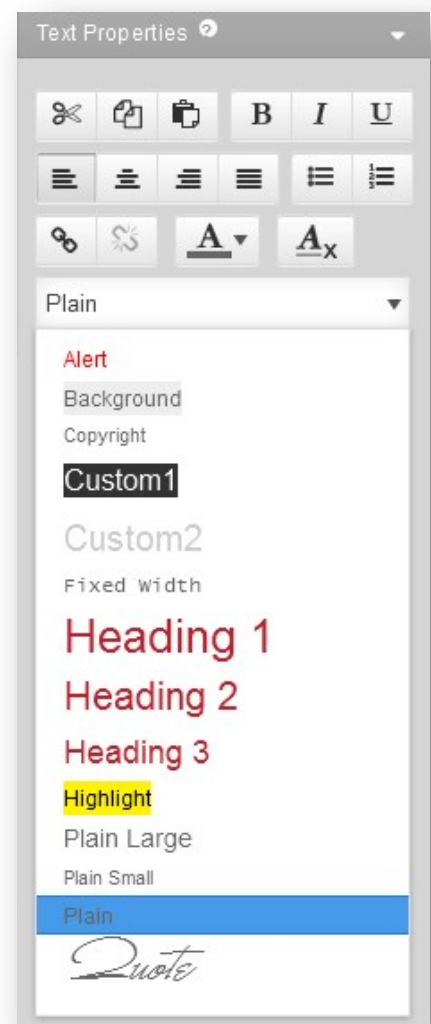 Text Properties ?
B I U
A A x
Plain
Alert
Background
Copyright
Custom1
Custom2
Fixed Width
Heading 1
Heading 2
Heading 3
Highlight
Plain Large
Plain Small
Plain
Quote